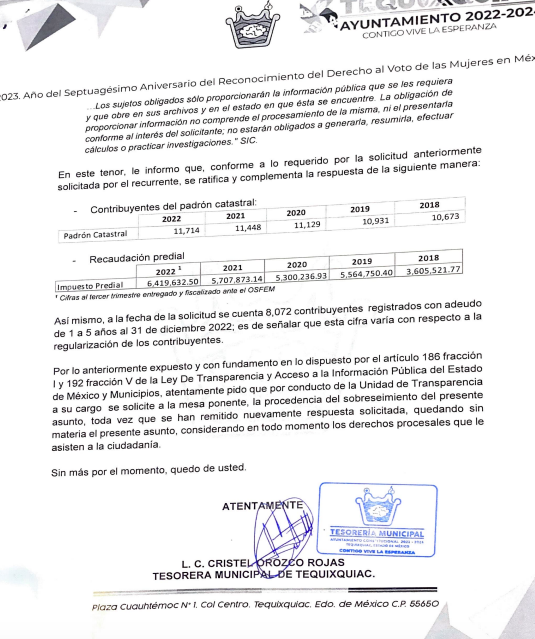 AYUNTAMIENTO 2022-202
CONTIGO VIVE LA ESPERANZA
2023. Año del Septuagésimo Aniversario del Reconocimiento del Derecho al Voto de las Mujeres en Méx
...Los sujetos obligados sólo proporcionarán la información pública que se les requiera
y que obre en sus archivos y en el estado en que ésta se encuentre. La obligación de
proporcionar información no comprende el procesamiento de la misma, ni el presentarla
conforme al interés del solicitante; no estarán obligados a generarla, resumirla, efectuar
cálculos o practicar investigaciones." SIC.
En este tenor, le informo que, conforme a lo requerido por la solicitud anteriormente
solicitada por el recurrente, se ratifica y complementa la respuesta de la siguiente manera:
- Contribuyentes del padrón catastral:
2022 2021 2020 2019 2018
Padrón Catastral 11,714 11,448 11,129 10,931 10,673
- Recaudación predial
2022 ¹ 2021 2020 2019 2018
Impuesto Predial 6,419,632.50 5,707,873.14 5,300,236.93 5,564,750.40 3,605,521.77
¹ Cifras al tercer trimestre entregado y fiscalizado ante el OSFEM
Así mismo, a la fecha de la solicitud se cuenta 8,072 contribuyentes registrados con adeudo
de 1 a 5 años al 31 de diciembre 2022; es de señalar que esta cifra varía con respecto a la
regularización de los contribuyentes.
Por lo anteriormente expuesto y con fundamento en lo dispuesto por el artículo 186 fracción
I y 192 fracción V de la Ley De Transparencia y Acceso a la Información Pública del Estado
de México y Municipios, atentamente pido que por conducto de la Unidad de Transparencia
a su cargo se solicite a la mesa ponente, la procedencia del sobreseimiento del presente
asunto, toda vez que se han remitido nuevamente respuesta solicitada, quedando sin
materia el presente asunto, considerando en todo momento los derechos procesales que le
asisten a la ciudadanía.
Sin más por el momento, quedo de usted.
ATENTAMENTE
TESORERÍA MUNICIPAL
CONTIGO VIVE LA ESPERANZA
L. C. CRISTEL OROZCO ROJAS
TESORERA MUNICIPAL DE TEQUIXQUIAC.
Plaza Cuauhtémoc N° 1. Col Centro. Tequixquiac. Edo. de México C.P. 55650